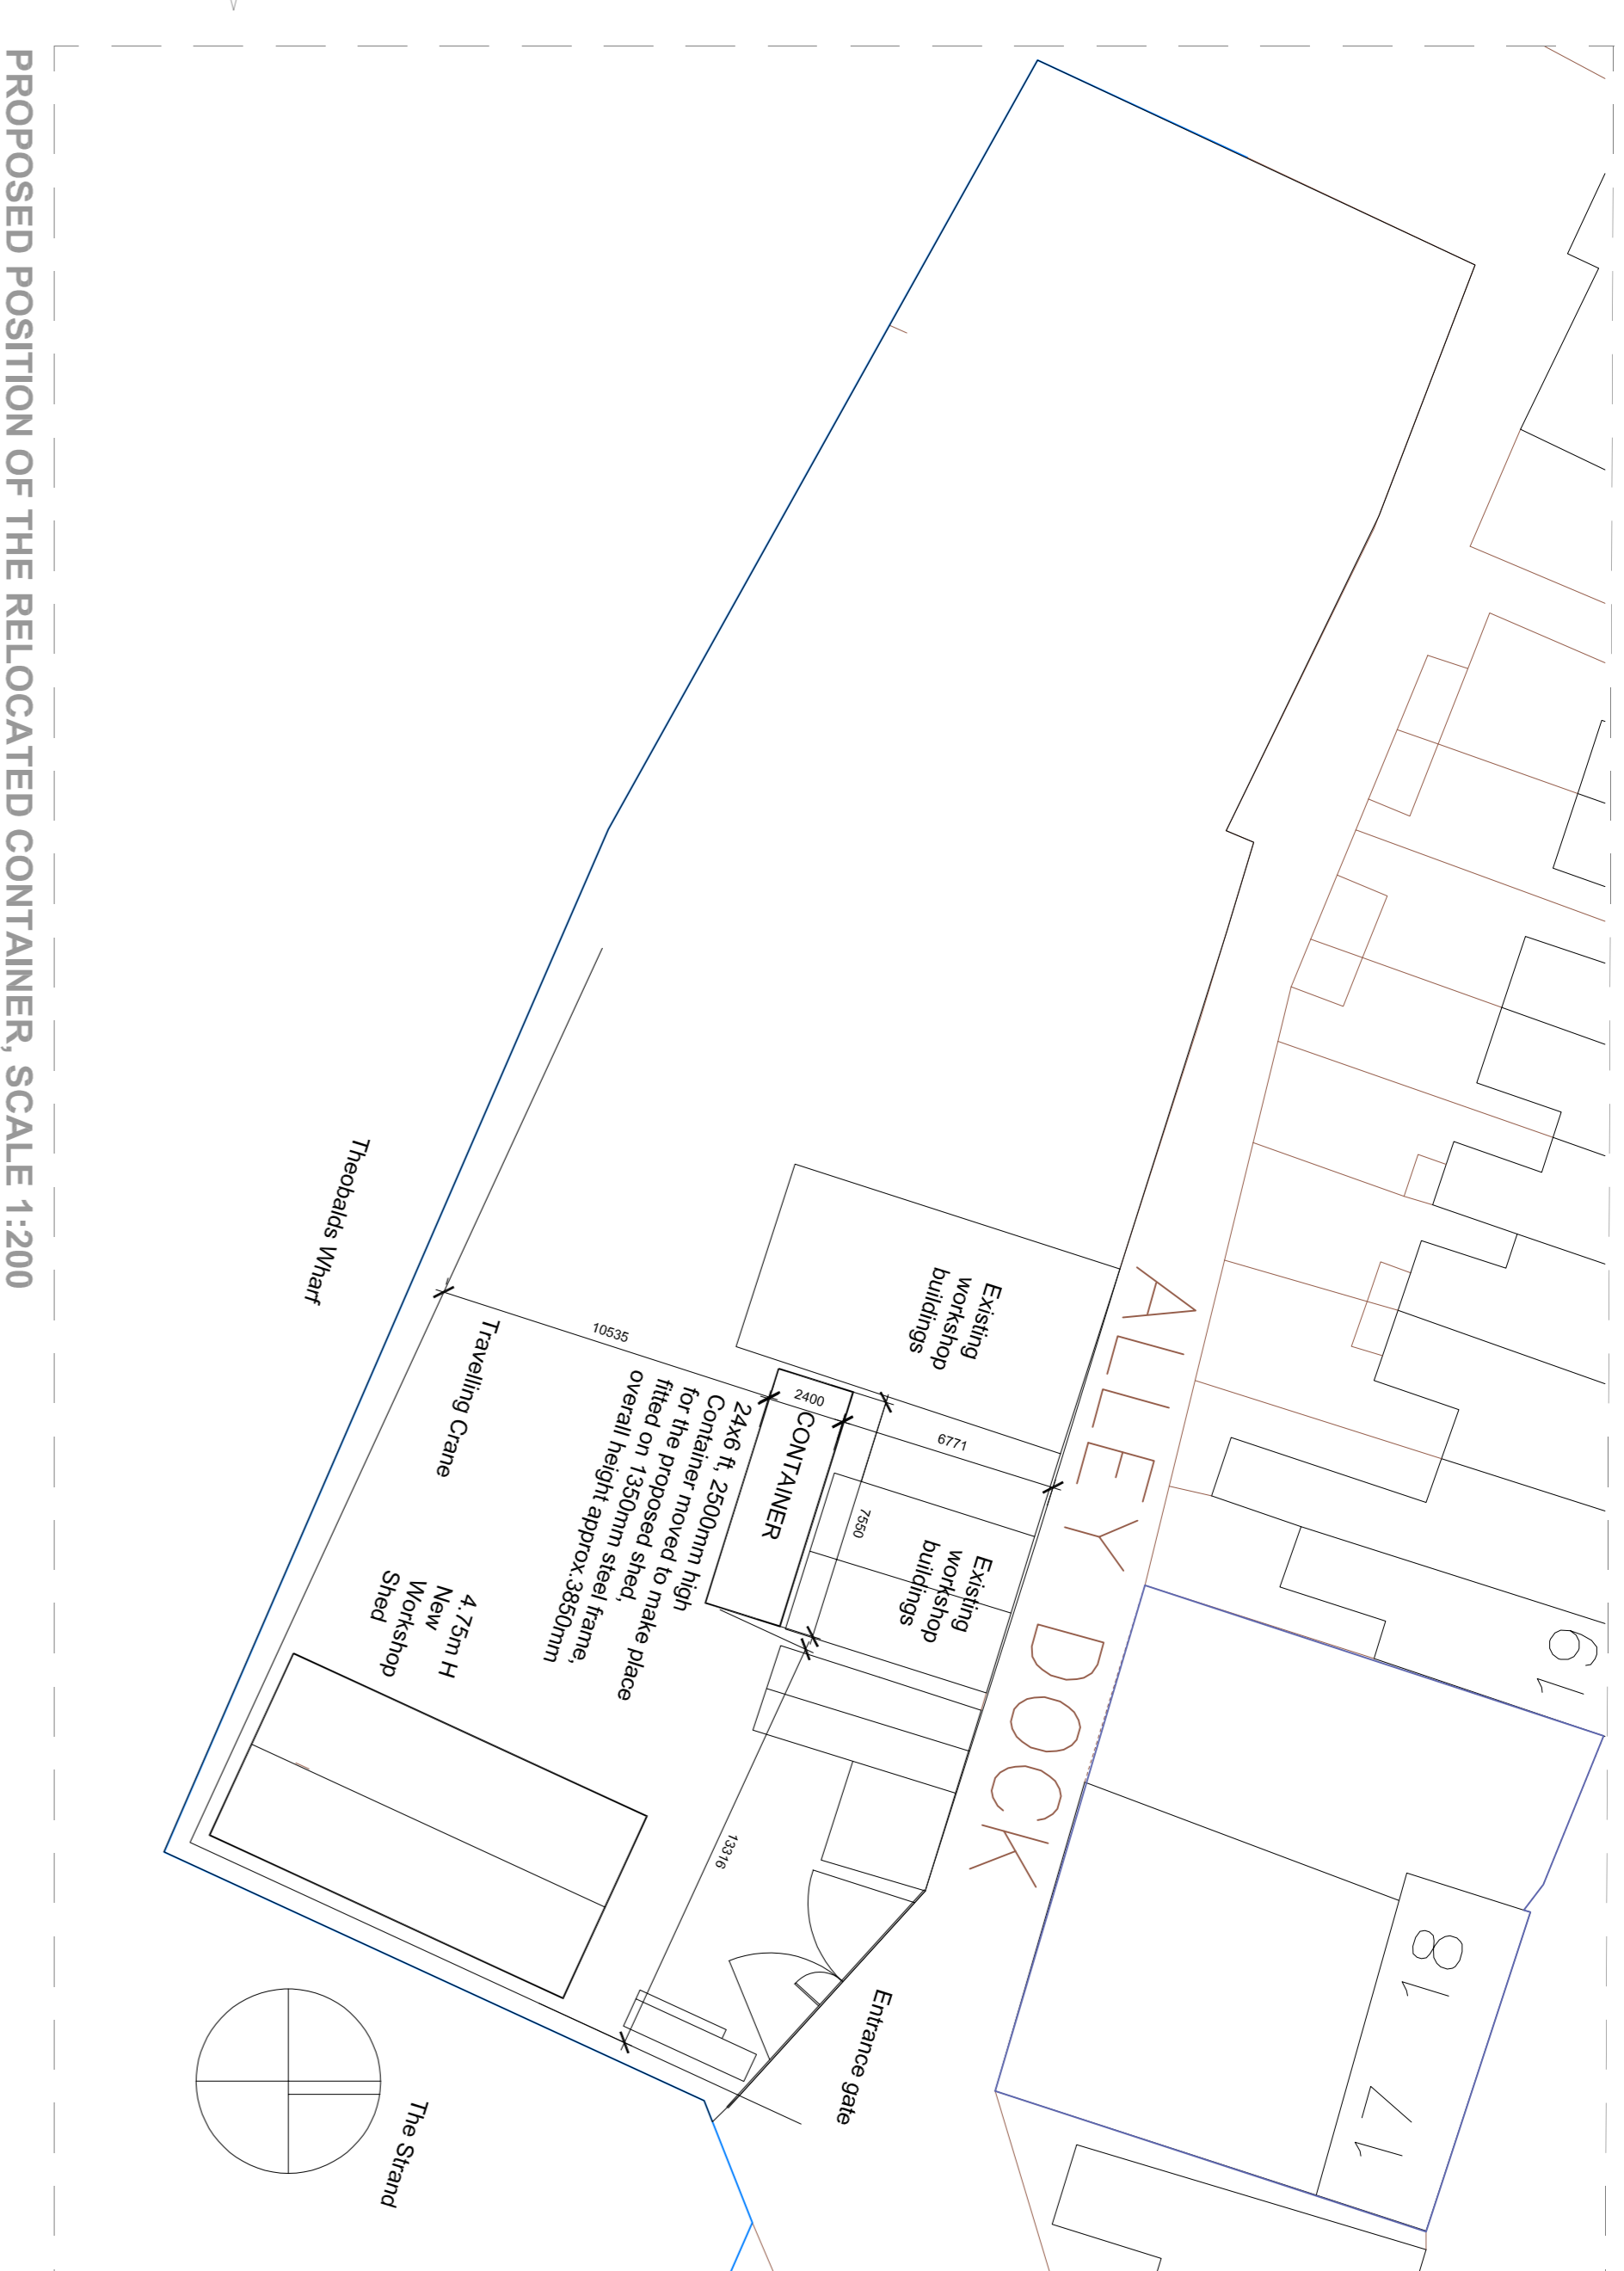 PROPOSED POSITION OF THE RELOCATED CONTAINER, SCALE 1:200
Theobalds Wharf
Travelling Crane
10535
2400
6771
7550
13316
CONTAINER
24x6 ft, 2500mm high
Container moved to make place
for the proposed shed,
fitted on 1350mm steel frame,
overall height approx.3850mm
Existing
workshop
buildings
Existing
workshop
buildings
4.75m H
New
Workshop
Shed
ALLEY DOCK
Entrance gate
The Strand
19
18
17